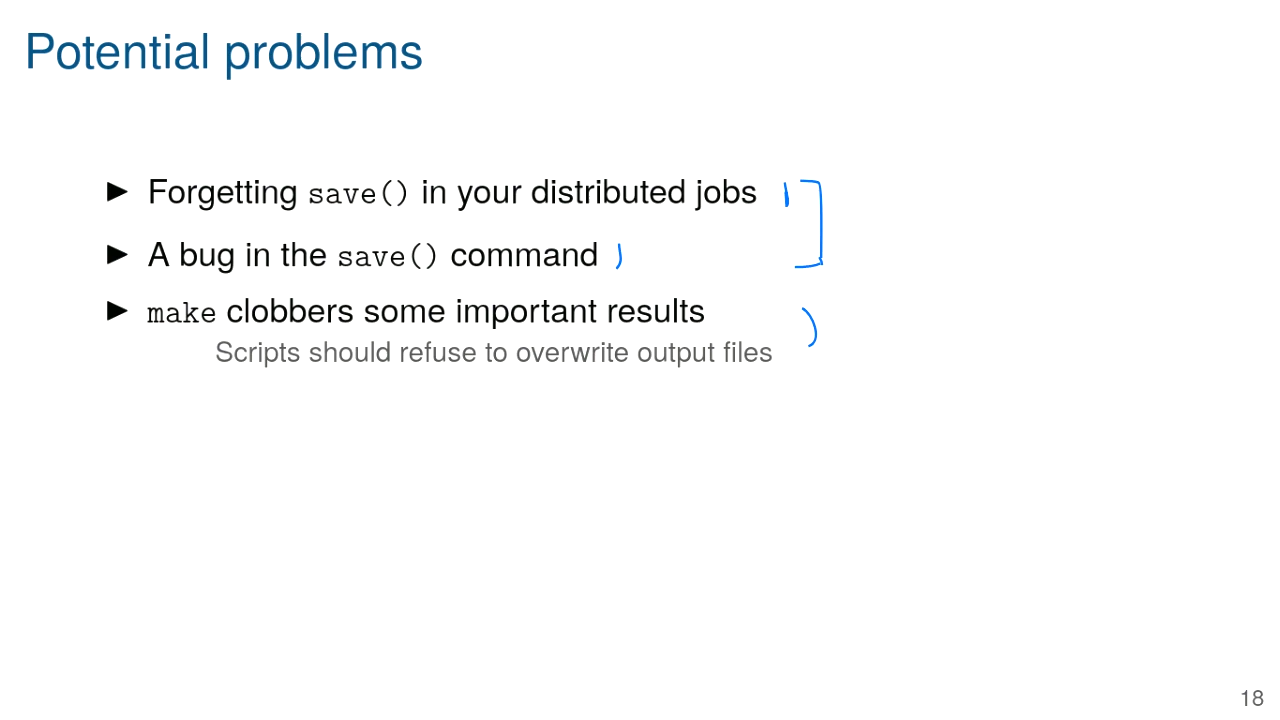 Potential problems
▶ Forgetting save() in your distributed jobs
▶ A bug in the save() command
▶ make clobbers some important results
Scripts should refuse to overwrite output files
18